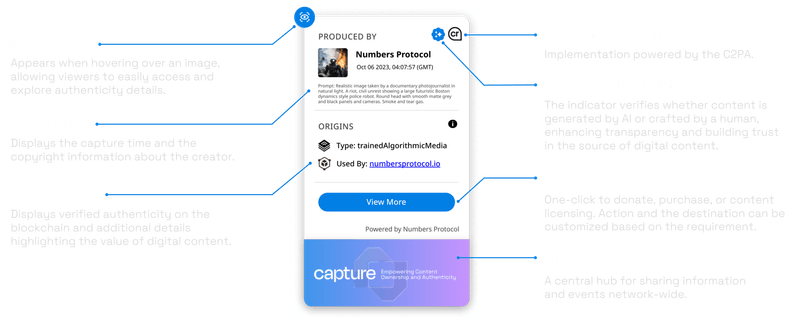 Appears when hovering over an image,
allowing viewers to easily access and
explore authenticity details.
Displays the capture time and the
copyright information about the creator.
Displays verified authenticity on the
blockchain and additional details
highlighting the value of digital content.
PRODUCED BY
cr
Numbers Protocol
Oct 06 2023, 04:07:57 (GMT)
Prompt: Realistic image taken by a documentary photojournalist in
natural light. A riot, civil unrest showing a large futuristic Boston
dynamics style police robot. Round head with smooth matte grey
and black panels and cameras. Smoke and tear gas.
ORIGINS
Type: trainedAlgorithmicMedia
Used By: numbersprotocol.io
View More
Powered by Numbers Protocol
capture
Empowering Content
Ownership and Authenticity
Implementation powered by the C2PA.
The indicator verifies whether content is
generated by AI or crafted by a human,
enhancing transparency and building trust
in the source of digital content.
One-click to donate, purchase, or content
licensing. Action and the destination can be
customized based on the requirement.
A central hub for sharing information
and events network-wide.